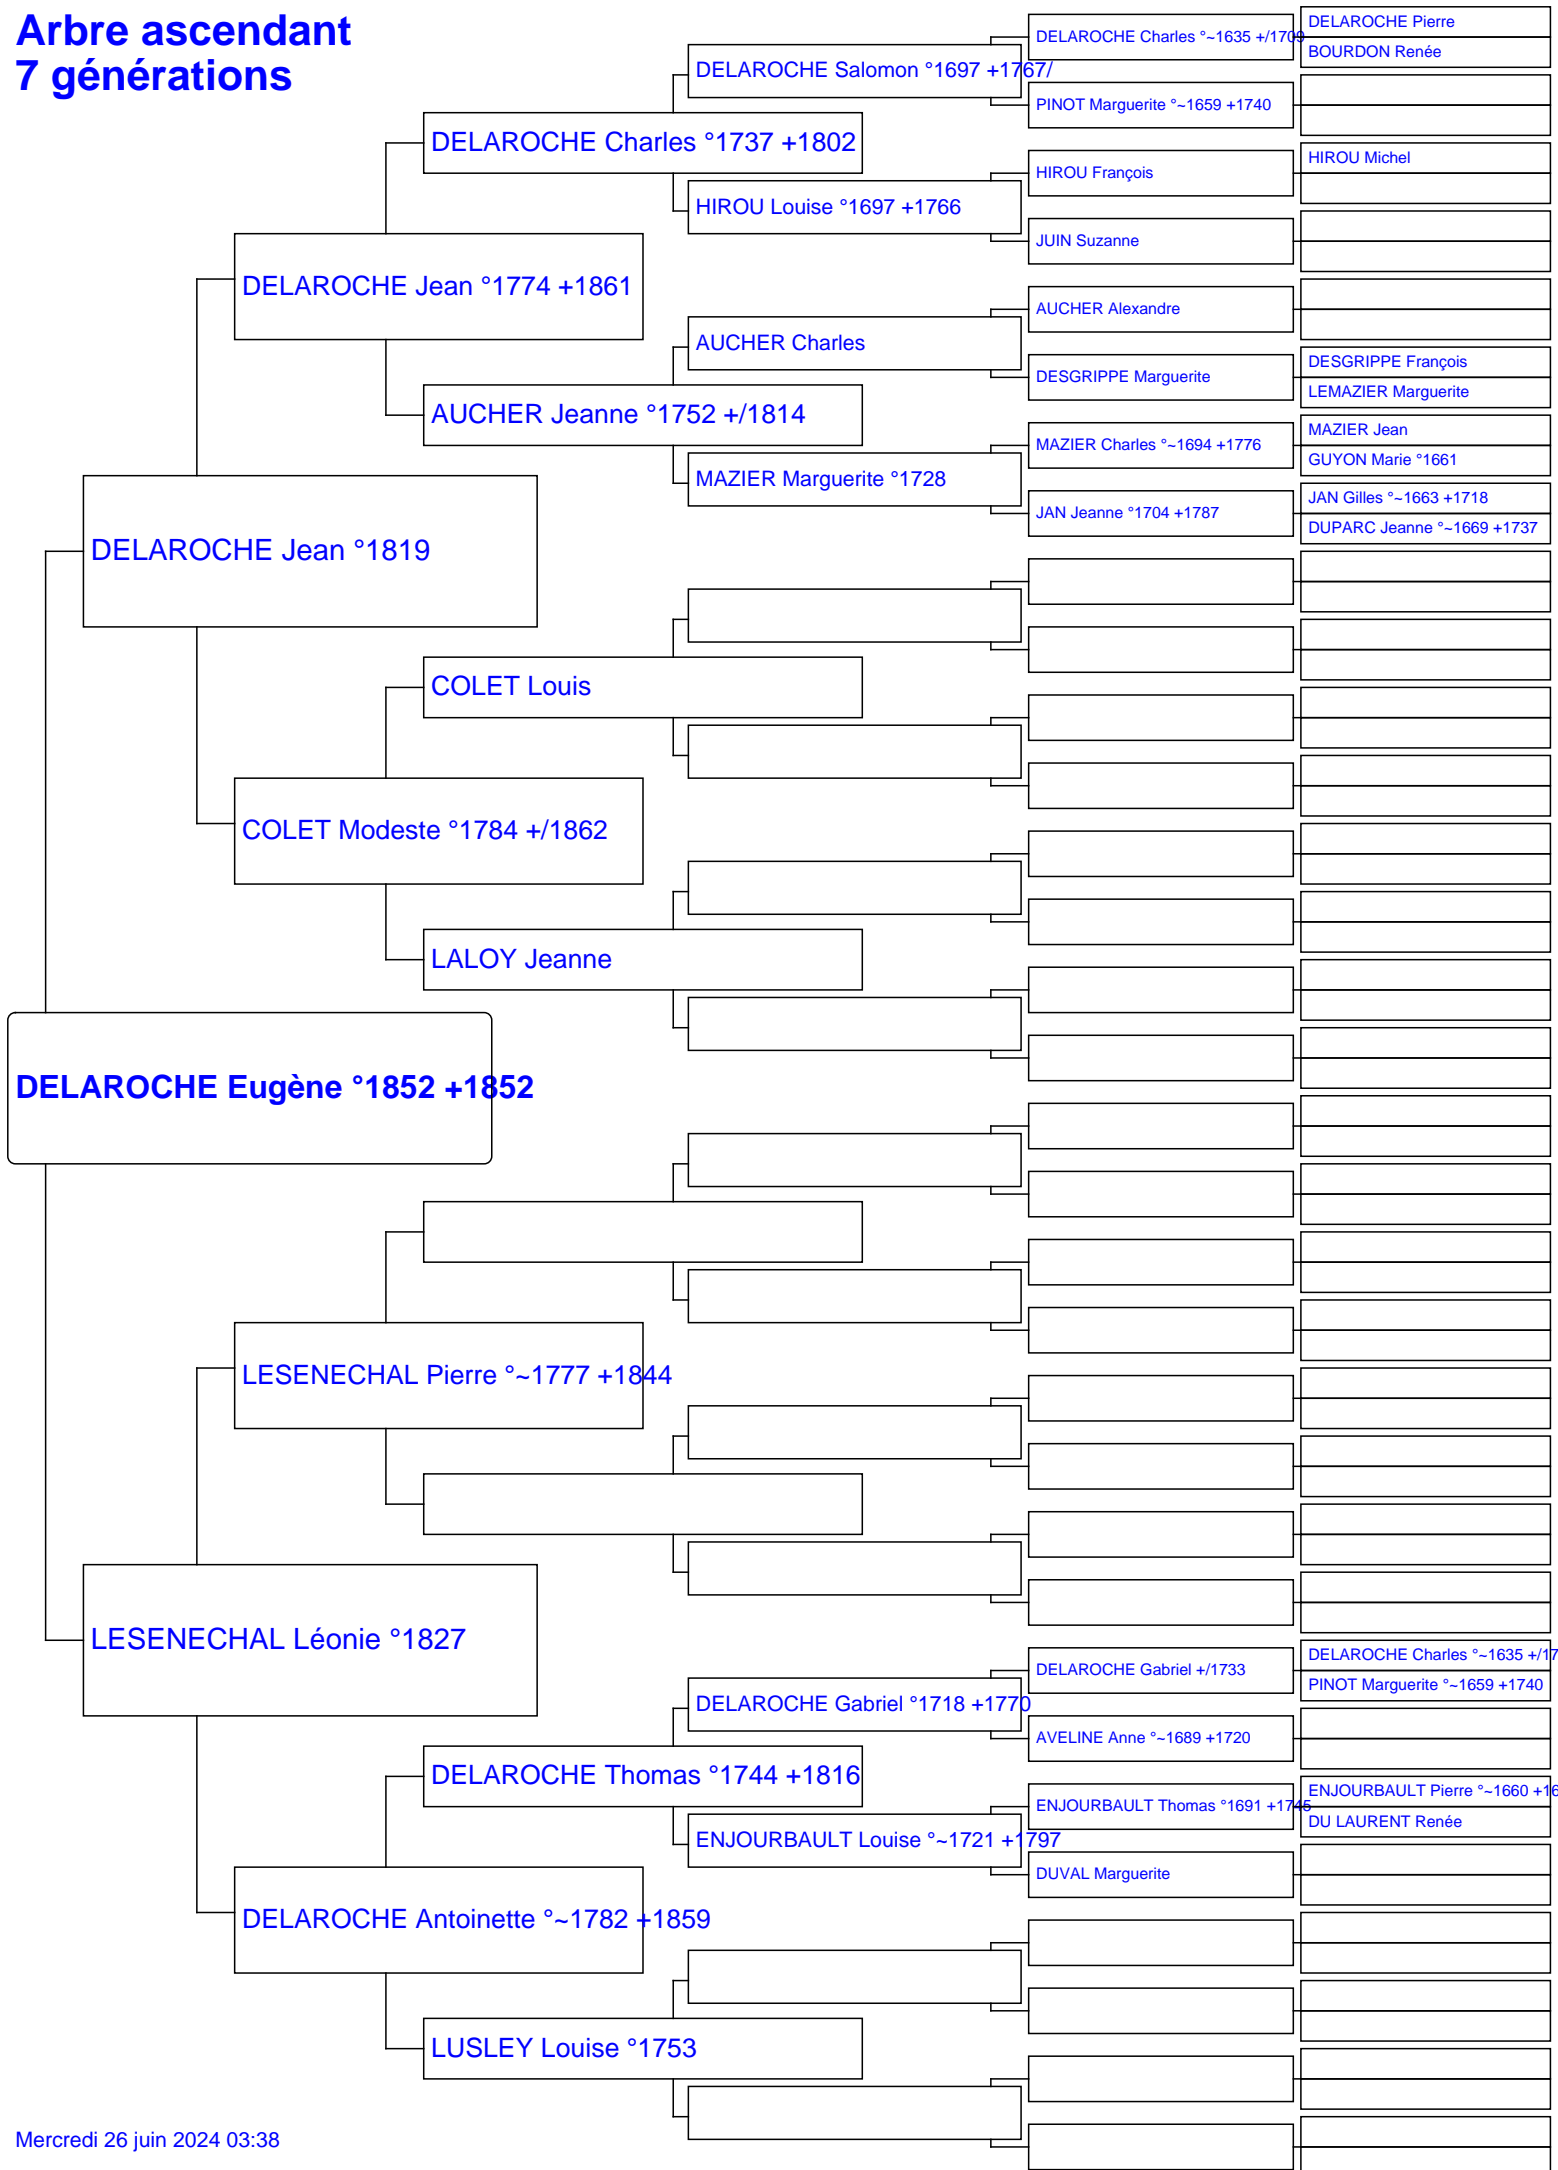 Arbre ascendant
7 générations
DELAROCHE Pierre
DELAROCHE Charles °~1635 +/1709
BOURDON Renée
DELAROCHE Salomon °1697 +1767/
PINOT Marguerite °~1659 +1740
DELAROCHE Charles °1737 +1802
HIROU Michel
HIROU François
HIROU Louise °1697 +1766
JUIN Suzanne
DELAROCHE Jean °1774 +1861
AUCHER Alexandre
AUCHER Charles
DESGRIPPE François
DESGRIPPE Marguerite
LEMAZIER Marguerite
AUCHER Jeanne °1752 +/1814
MAZIER Jean
MAZIER Charles °~1694 +1776
GUYON Marie °1661
MAZIER Marguerite °1728
JAN Gilles °~1663 +1718
JAN Jeanne °1704 +1787
DUPARC Jeanne °~1669 +1737
DELAROCHE Jean °1819
COLET Louis
COLET Modeste °1784 +/1862
LALOY Jeanne
DELAROCHE Eugène °1852 +1852
LESENECHAL Pierre °~1777 +1844
LESENECHAL Léonie °1827
DELAROCHE Charles °~1635 +/17
DELAROCHE Gabriel +/1733
PINOT Marguerite °~1659 +1740
DELAROCHE Gabriel °1718 +1770
AVELINE Anne °~1689 +1720
DELAROCHE Thomas °1744 +1816
ENJOURBAULT Pierre °~1660 +16
ENJOURBAULT Thomas °1691 +1745
DU LAURENT Renée
ENJOURBAULT Louise °~1721 +1797
DUVAL Marguerite
DELAROCHE Antoinette °~1782 +1859
LUSLEY Louise °1753
Mercredi 26 juin 2024 03:38